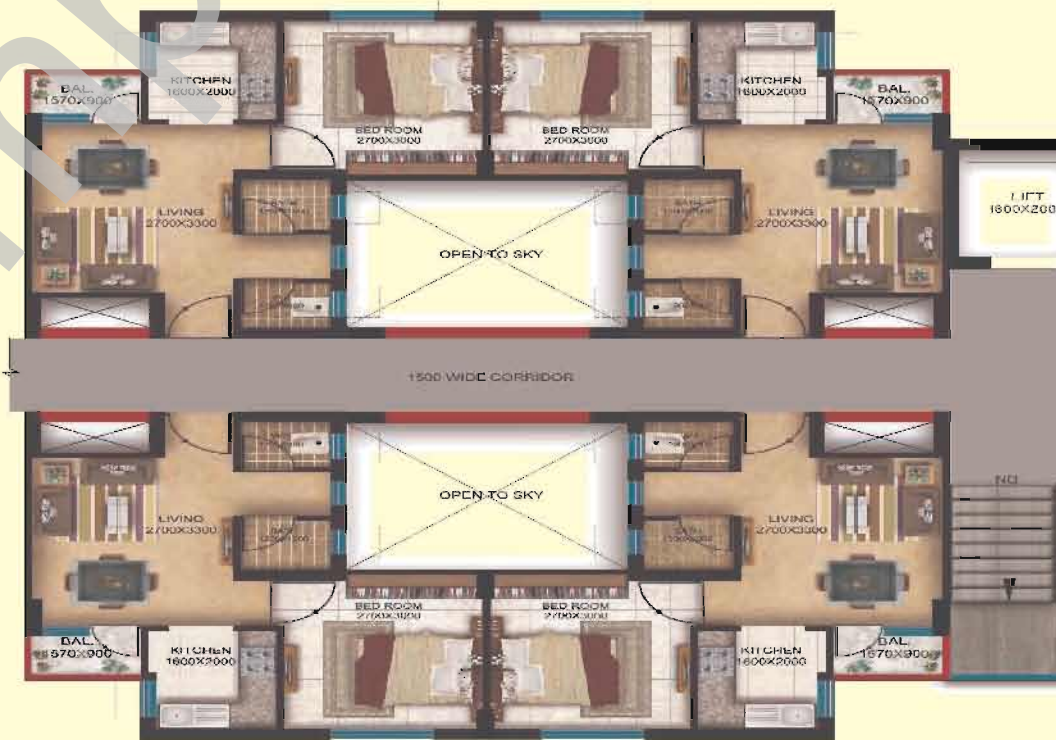 KITCHEN
1600X2000
BED ROOM
2700X3000
BED ROOM
2700X3000
KITCHEN
1600X2000
BAL.
1570X900
BAL.
1570X900
LIVING
2700X3300
LIVING
2700X3300
LIFT
OPEN TO SKY
1500 WIDE CORRIDOR
OPEN TO SKY
LIVING
2700X3300
LIVING
2700X3300
BED ROOM
2700X3000
BED ROOM
2700X3000
BAL.
1570X900
KITCHEN
1600X2000
KITCHEN
1600X2000
BAL.
1570X900